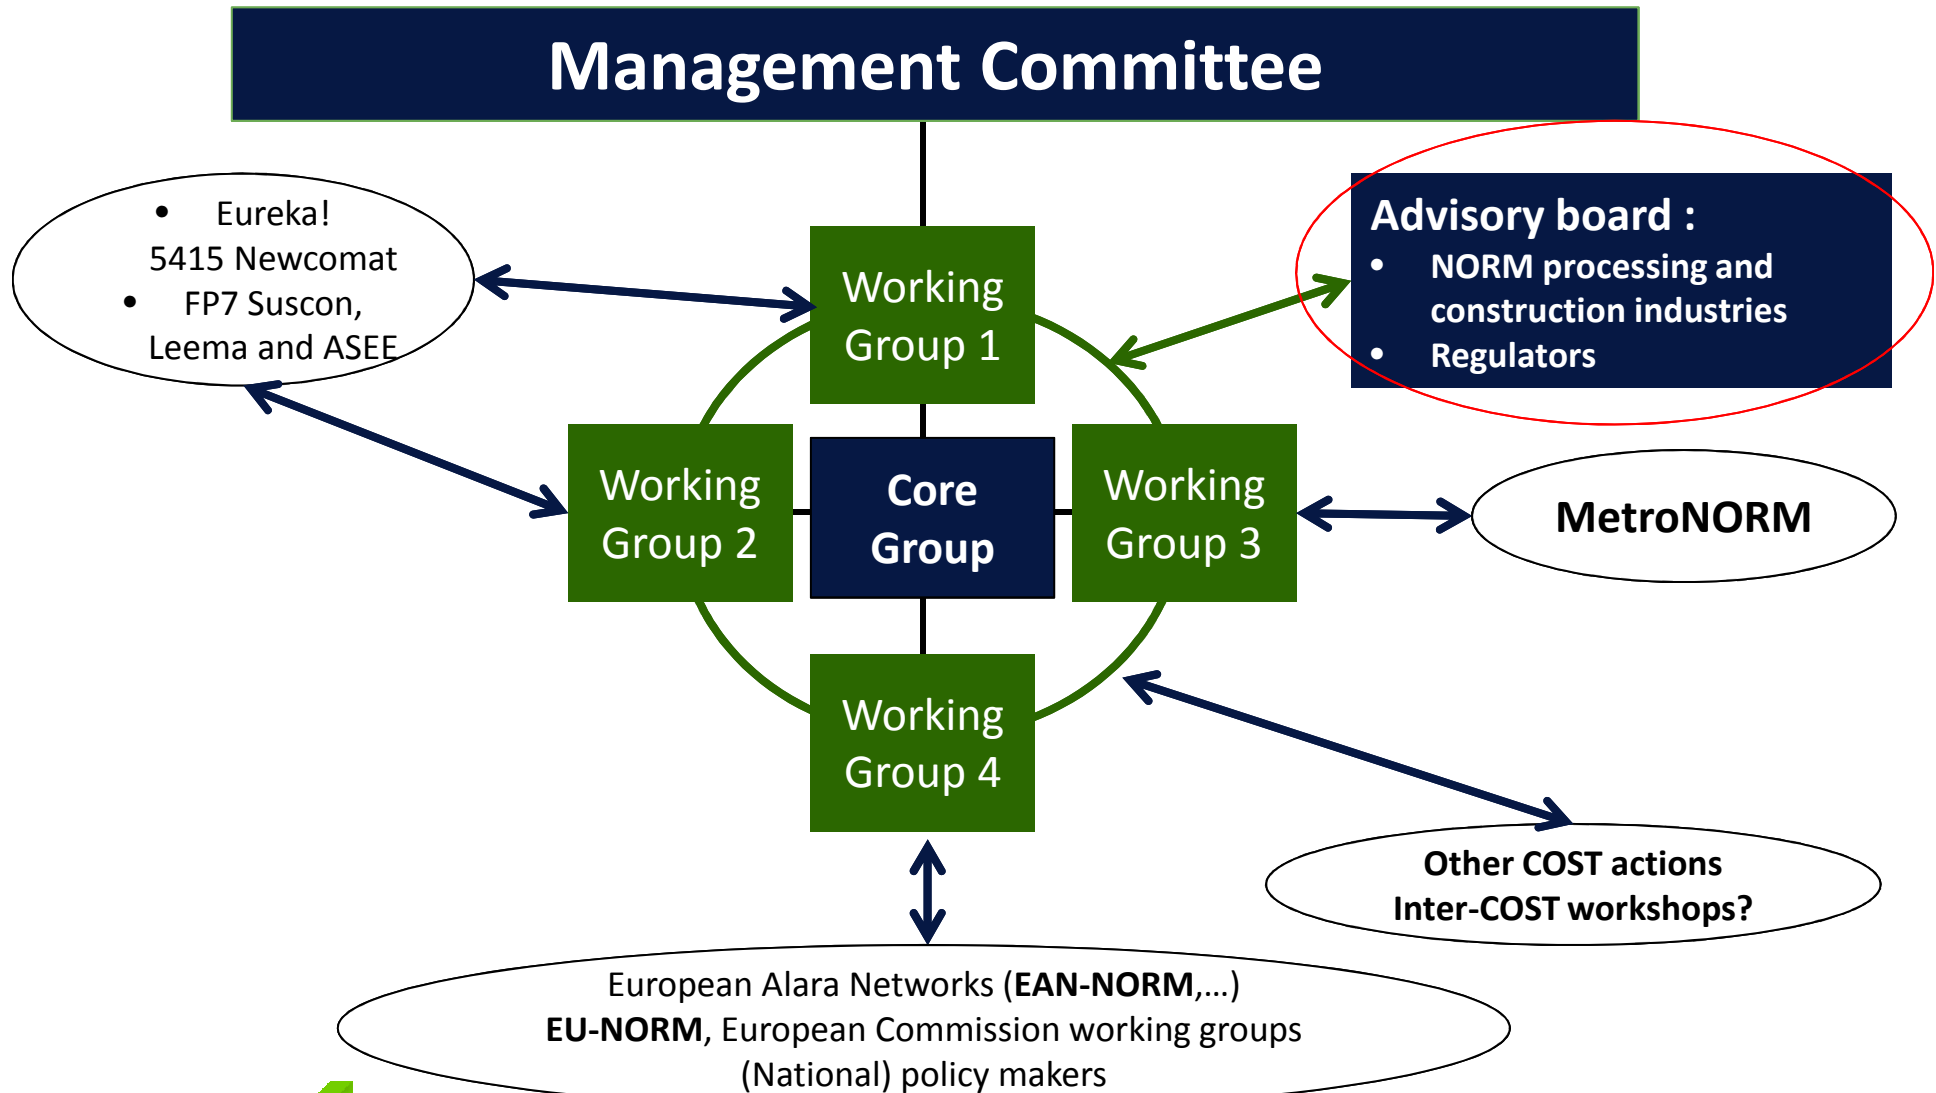 Management Committee
• Eureka!
5415 Newcomat
• FP7 Suscon,
Leema and ASEE
Working
Group 1
Advisory board :
• NORM processing and
construction industries
• Regulators
Working
Group 2
Core
Group
Working
Group 3
MetroNORM
Working
Group 4
Other COST actions
Inter-COST workshops?
European Alara Networks (EAN-NORM,...)
EU-NORM, European Commission working groups
(National) policy makers